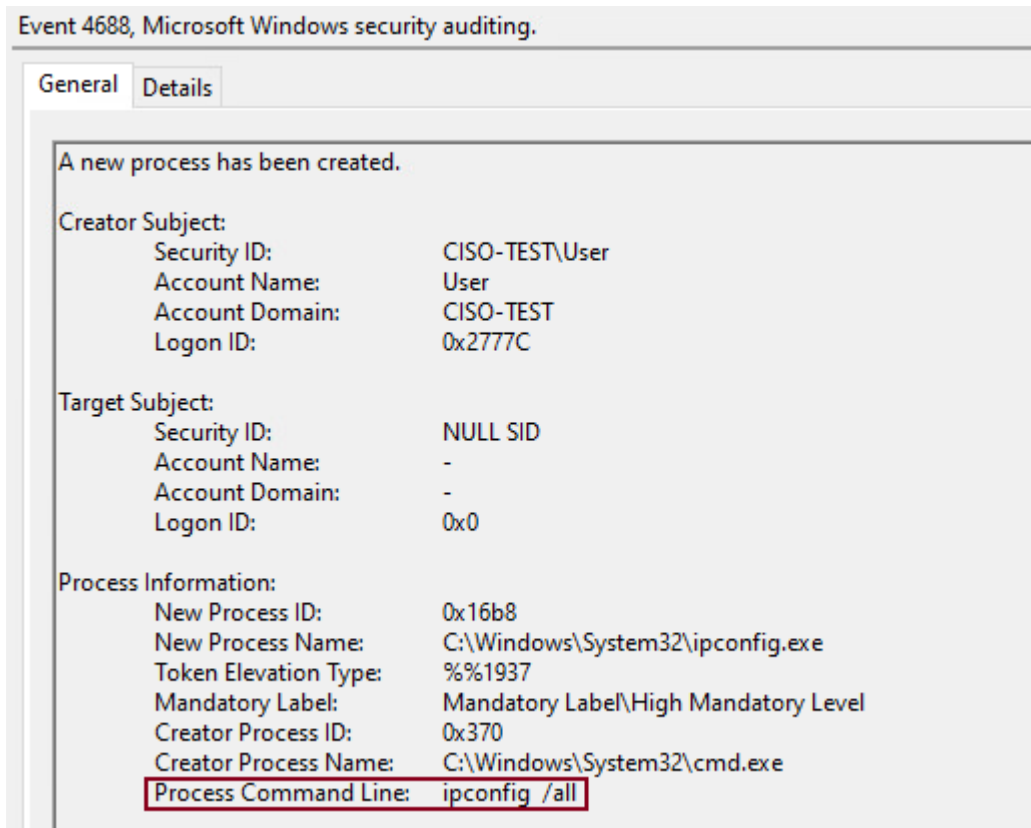 Event 4688, Microsoft Windows security auditing.
General Details
A new process has been created.
Creator Subject:
Security ID: CISO-TEST\User
Account Name: User
Account Domain: CISO-TEST
Logon ID: 0x2777C
Target Subject:
Security ID: NULL SID
Account Name: -
Account Domain: -
Logon ID: 0x0
Process Information:
New Process ID: 0x16b8
New Process Name: C:\Windows\System32\ipconfig.exe
Token Elevation Type: %%1937
Mandatory Label: Mandatory Label\High Mandatory Level
Creator Process ID: 0x370
Creator Process Name: C:\Windows\System32\cmd.exe
Process Command Line: ipconfig  /all